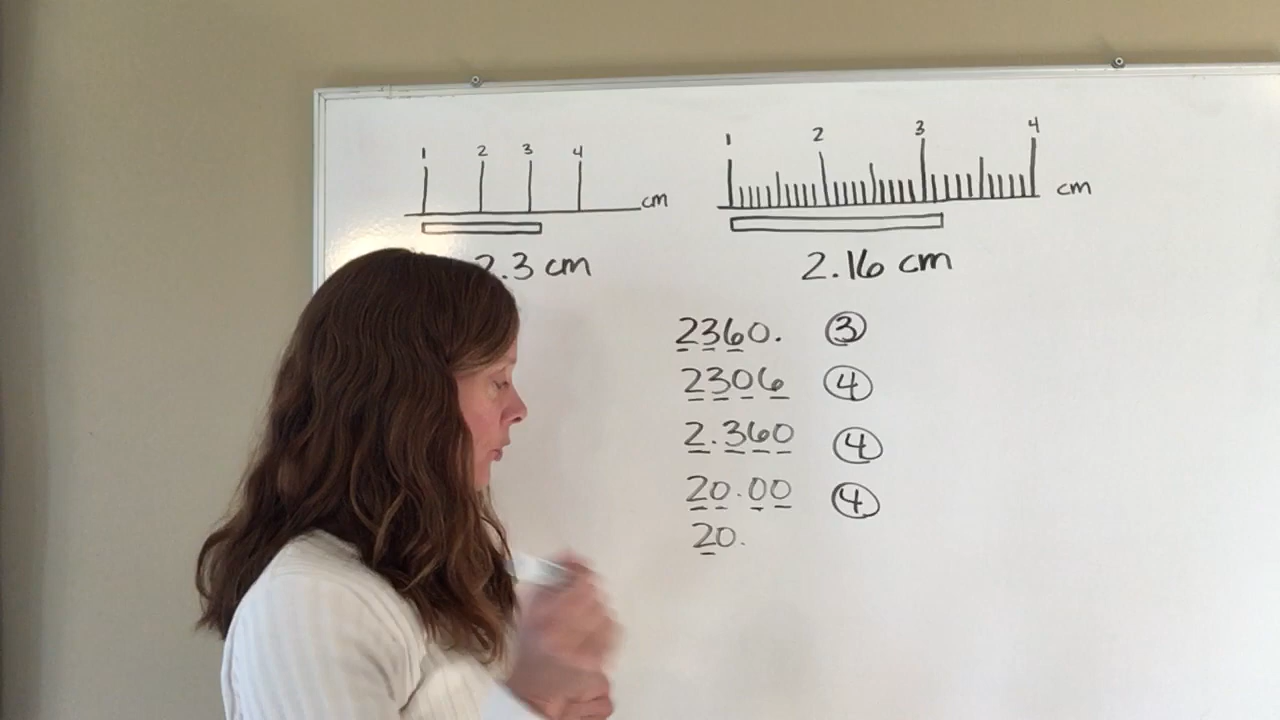 1 2 3 4 cm
2.3 cm
1 2 3 4 cm
2.16 cm
2360. 3
2306 4
2.360 4
20.00 4
20.